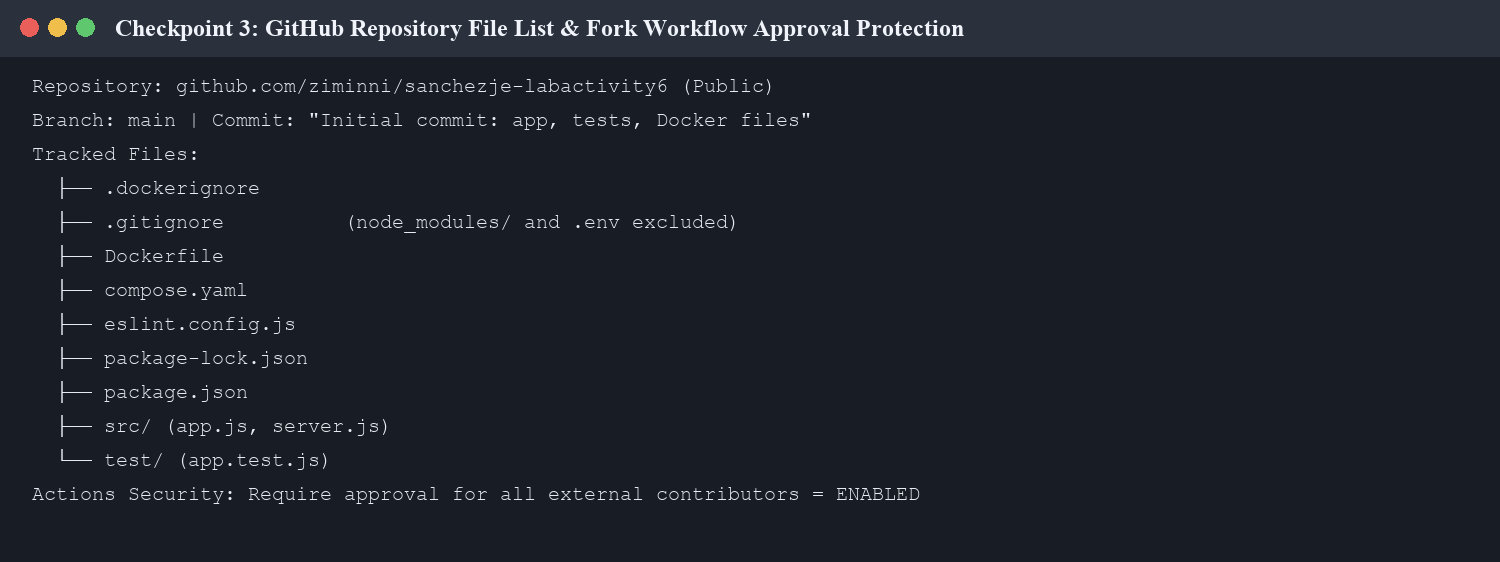 Checkpoint 3: GitHub Repository File List & Fork Workflow Approval Protection
Repository: github.com/ziminni/sanchezje-labactivity6 (Public)
Branch: main | Commit: "Initial commit: app, tests, Docker files"
Tracked Files:
├── .dockerignore
├── .gitignore (node_modules/ and .env excluded)
├── Dockerfile
├── compose.yaml
├── eslint.config.js
├── package-lock.json
├── package.json
├── src/ (app.js, server.js)
└── test/ (app.test.js)
Actions Security: Require approval for all external contributors = ENABLED